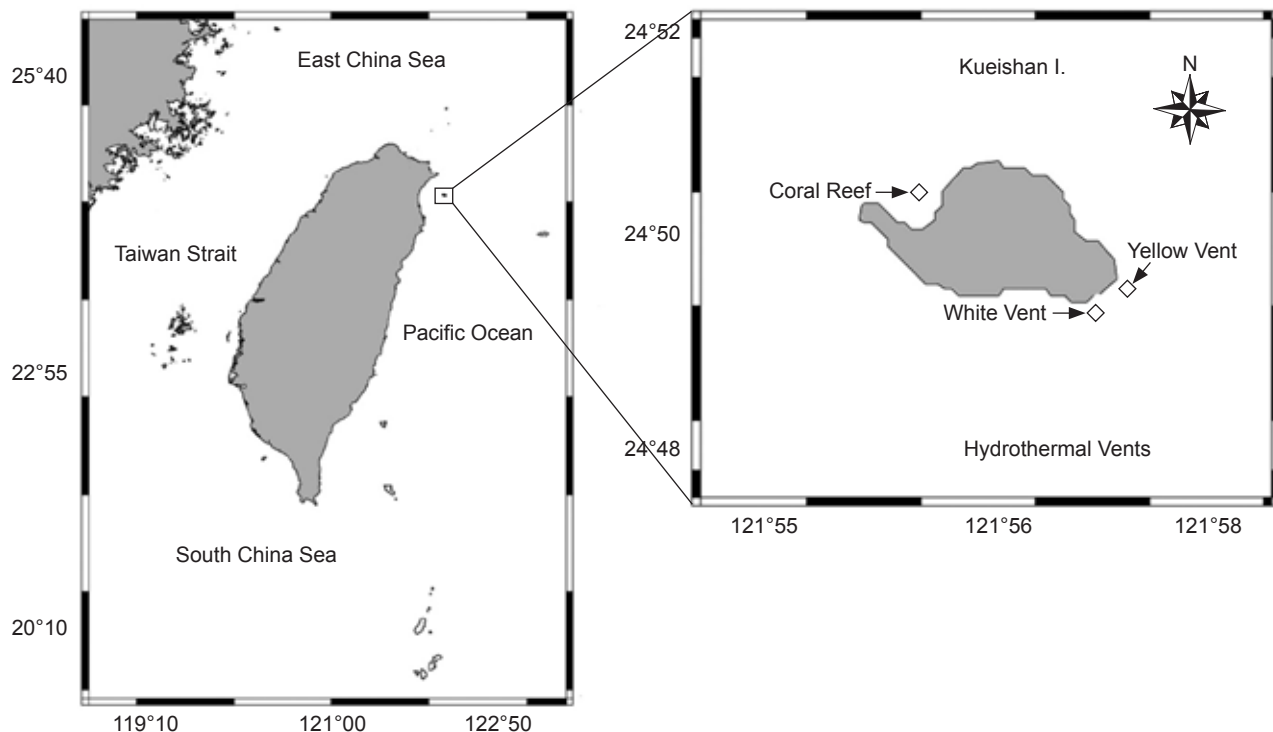 East China Sea
25°40
Taiwan Strait
Pacific Ocean
22°55
South China Sea
20°10
119°10
121°00
122°50
24°52
Kueishan I.
N
Coral Reef
24°50
Yellow Vent
White Vent
24°48
Hydrothermal Vents
121°55
121°56
121°58